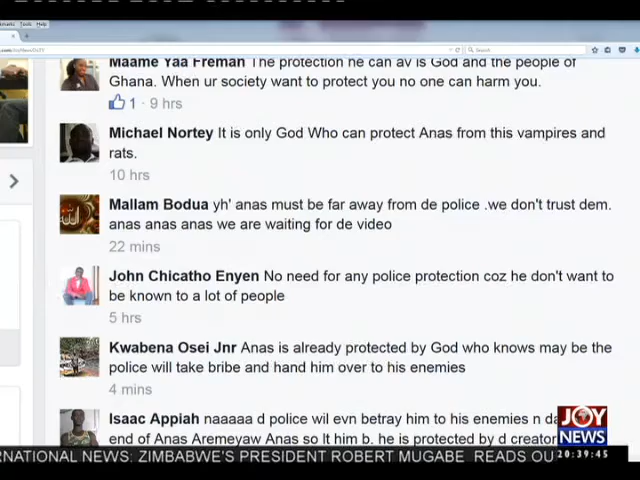 Tools Help
Search
Maame Yaa Freman The protection he can av is God and the people of
Ghana. When ur society want to protect you no one can harm you.
1 · 9 hrs
Michael Nortey It is only God Who can protect Anas from this vampires and
rats.
10 hrs
Mallam Bodua yh' anas must be far away from de police .we don't trust dem.
anas anas anas we are waiting for de video
22 mins
John Chicatho Enyen No need for any police protection coz he don't want to
be known to a lot of people
5 hrs
Kwabena Osei Jnr Anas is already protected by God who knows may be the
police will take bribe and hand him over to his enemies
4 mins
Isaac Appiah naaaaa d police wil evn betray him to his enemies n da
end of Anas Aremeyaw Anas so lt him b. he is protected by d creator
JOY
NEWS
RNATIONAL NEWS: ZIMBABWE'S PRESIDENT ROBERT MUGABE READS OU
20:39:45